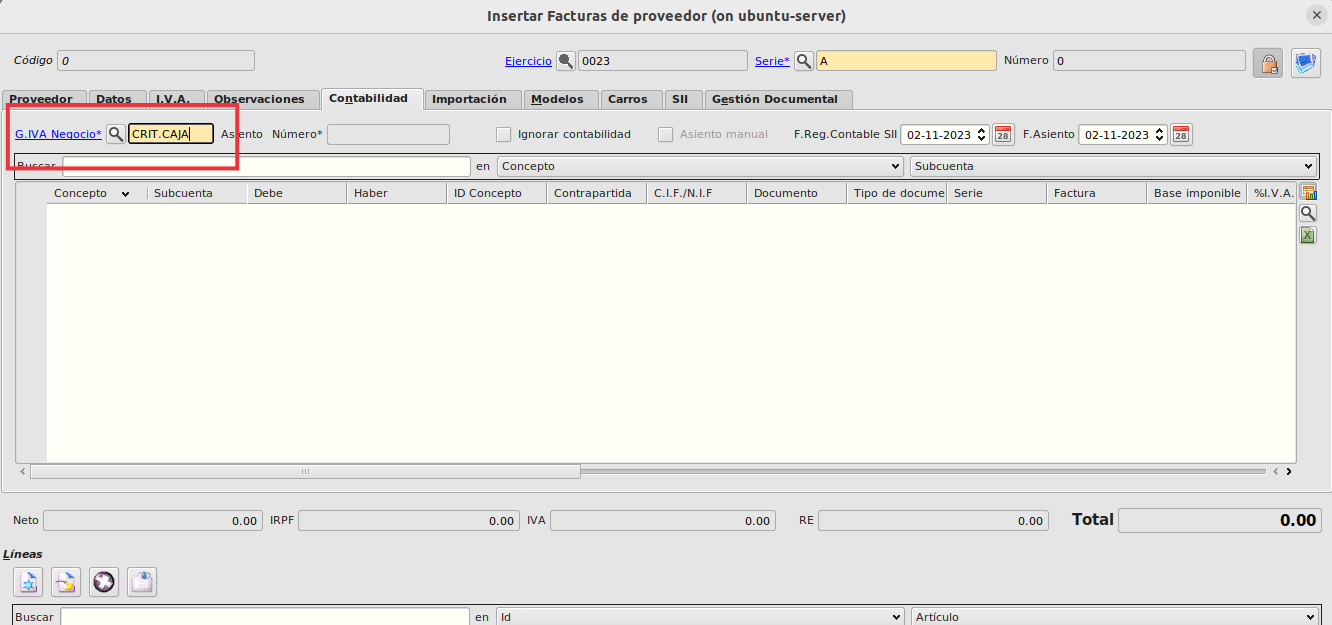 Insertar Facturas de proveedor (on ubuntu-server)
Código 0 Ejercicio 0023 Serie* A Número 0
Proveedor Datos I.V.A. Observaciones Contabilidad Importación Modelos Carros SII Gestión Documental
G.IVA Negocio* CRIT.CAJA Asiento Número* Ignorar contabilidad Asiento manual F.Reg.Contable SII 02-11-2023 28 F.Asiento 02-11-2023 28
Buscar en Concepto Subcuenta
Concepto Subcuenta Debe Haber ID Concepto Contrapartida C.I.F./N.I.F Documento Tipo de docume Serie Factura Base imponible %I.V.A.
Neto 0.00 IRPF 0.00 IVA 0.00 RE 0.00 Total 0.00
Líneas
Buscar en Id Artículo